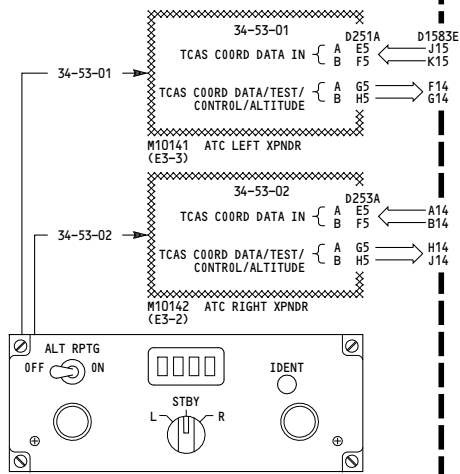 34-53-01
D251A D1583E
TCAS COORD DATA IN { A E5 J15
B F5 K15
34-53-01
TCAS COORD DATA/TEST/ { A G5 F14
CONTROL/ALTITUDE B H5 G14
M10141 ATC LEFT XPNDR
(E3-3)
34-53-02
D253A
TCAS COORD DATA IN { A E5 A14
B F5 B14
34-53-02
TCAS COORD DATA/TEST/ { A G5 H14
CONTROL/ALTITUDE B H5 J14
M10142 ATC RIGHT XPNDR
(E3-2)
ALT RPTG
OFF ON
IDENT
STBY
L R